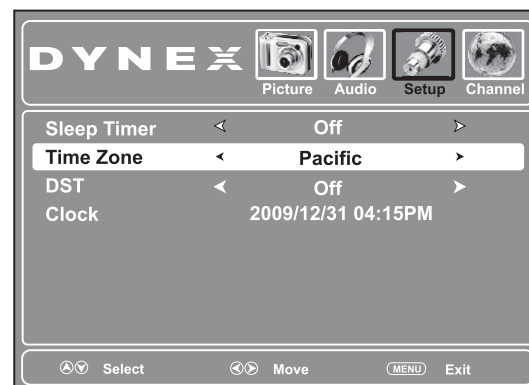 DYNEX
Picture Audio Setup Channel
Sleep Timer Off
Time Zone Pacific
DST Off
Clock 2009/12/31 04:15PM
Select Move MENU Exit